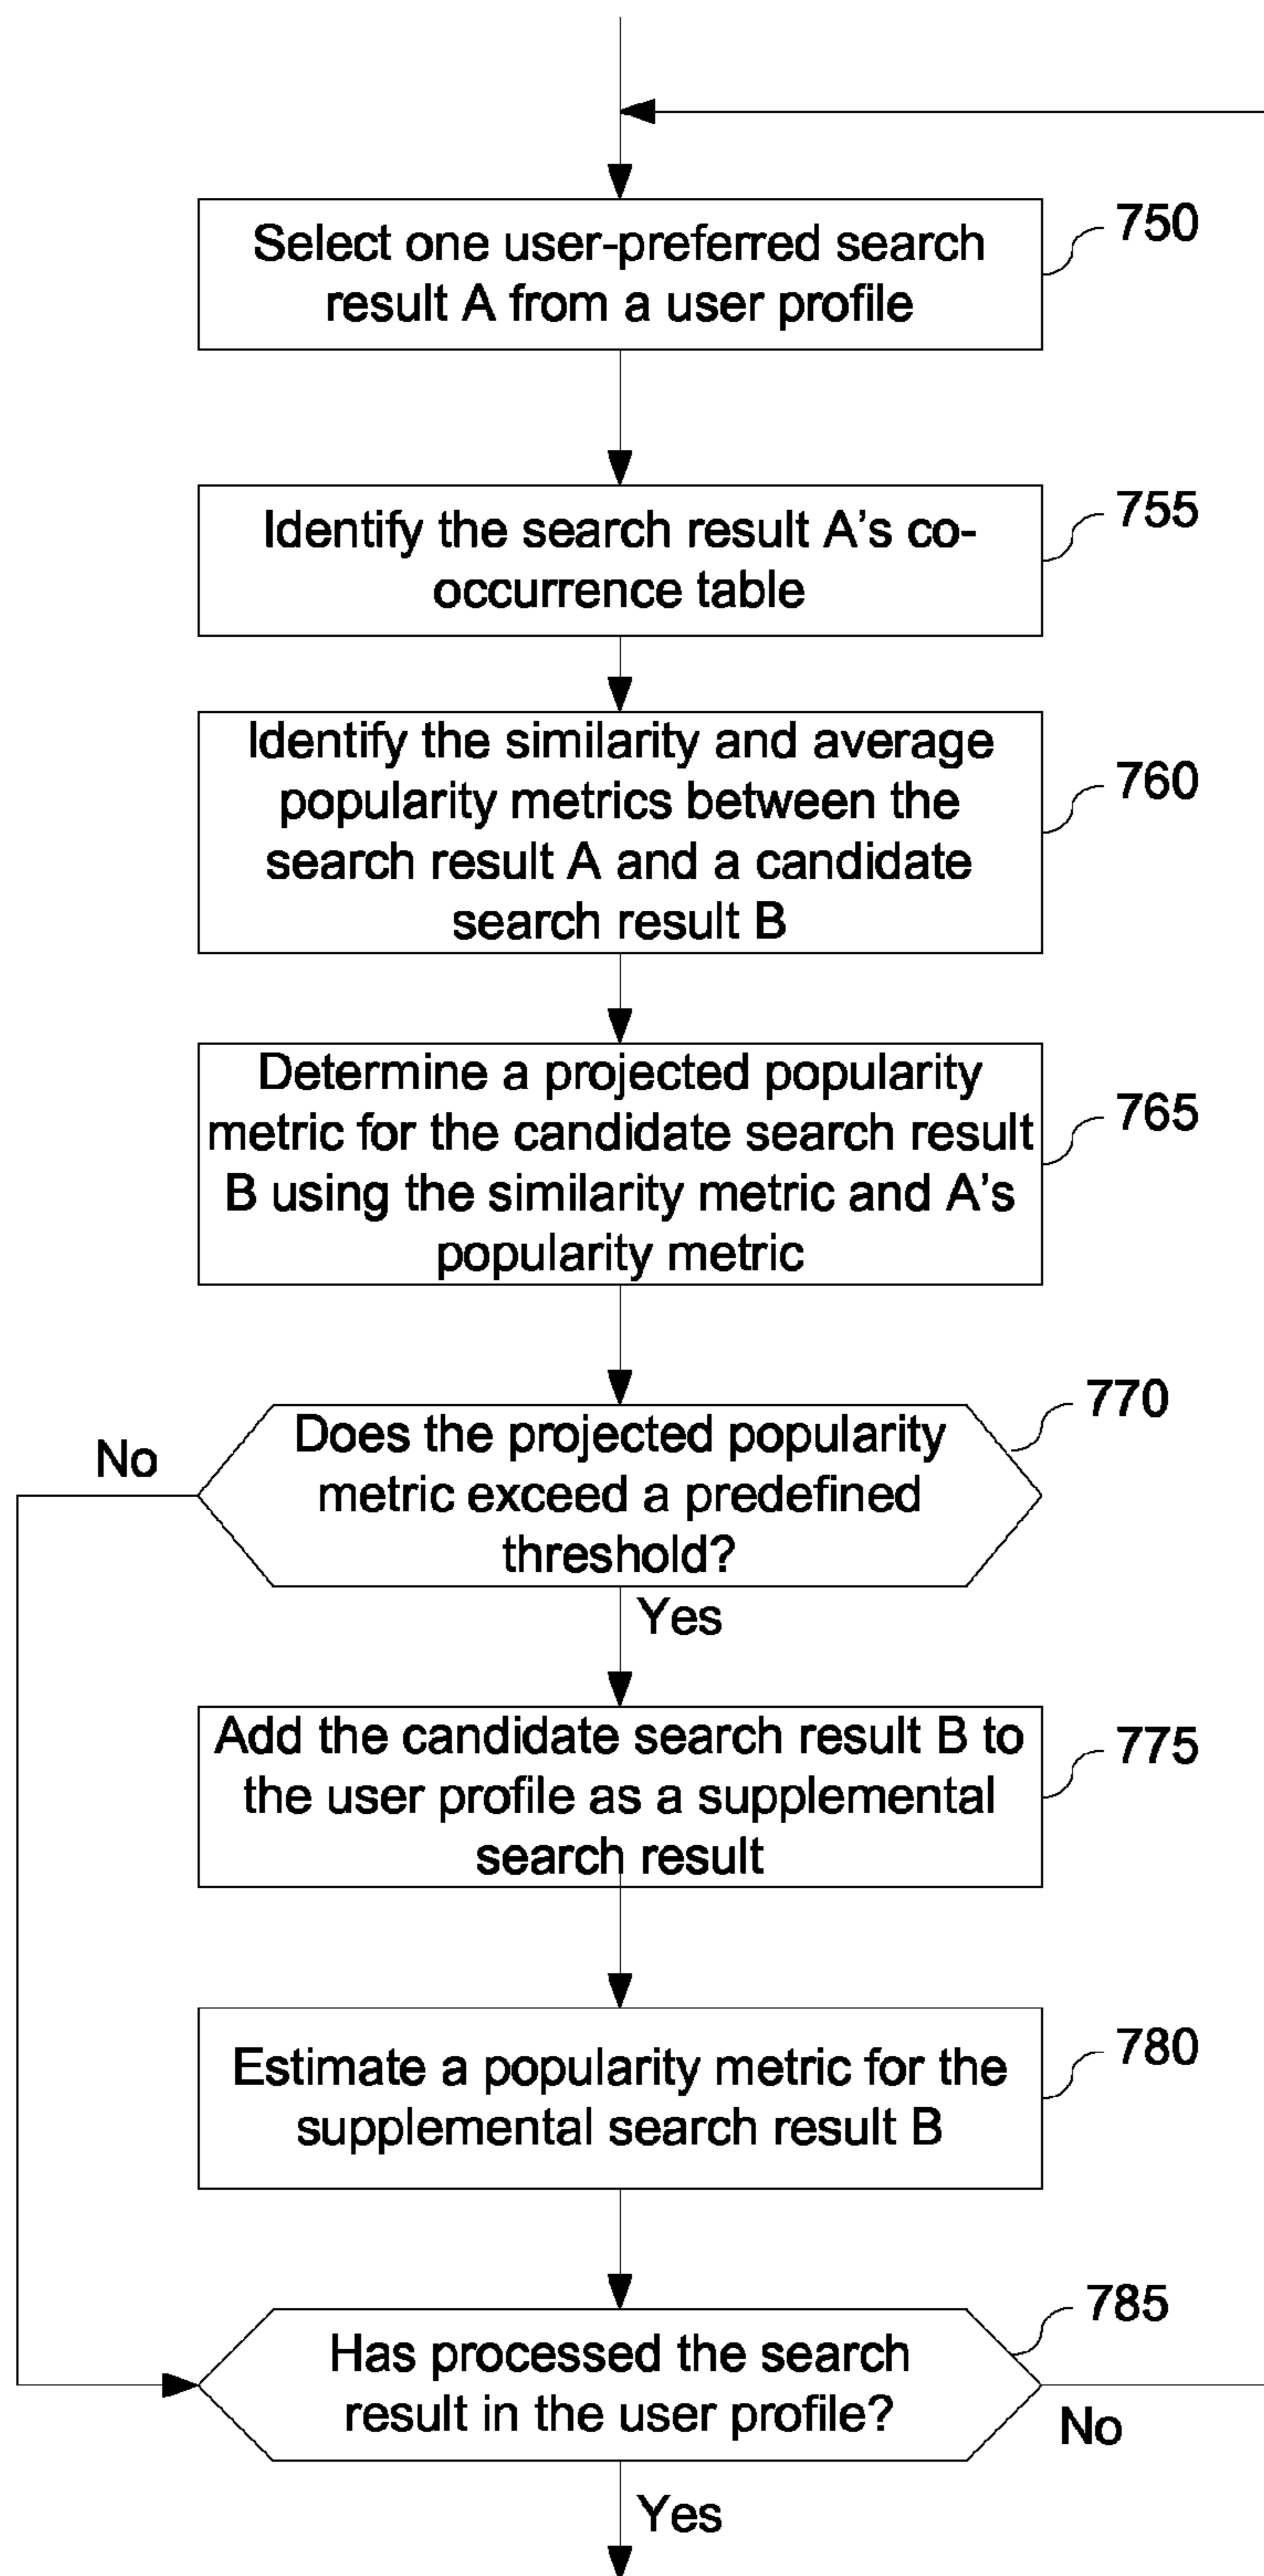 Select one user-preferred search
result A from a user profile
750
Identify the search result A's co-
occurrence table
755
Identify the similarity and average
popularity metrics between the
search result A and a candidate
search result B
760
Determine a projected popularity
metric for the candidate search result
B using the similarity metric and A's
popularity metric
765
Does the projected popularity
metric exceed a predefined
threshold?
770
No
Yes
Add the candidate search result B to
the user profile as a supplemental
search result
775
Estimate a popularity metric for the
supplemental search result B
780
Has processed the search
result in the user profile?
785
No
Yes